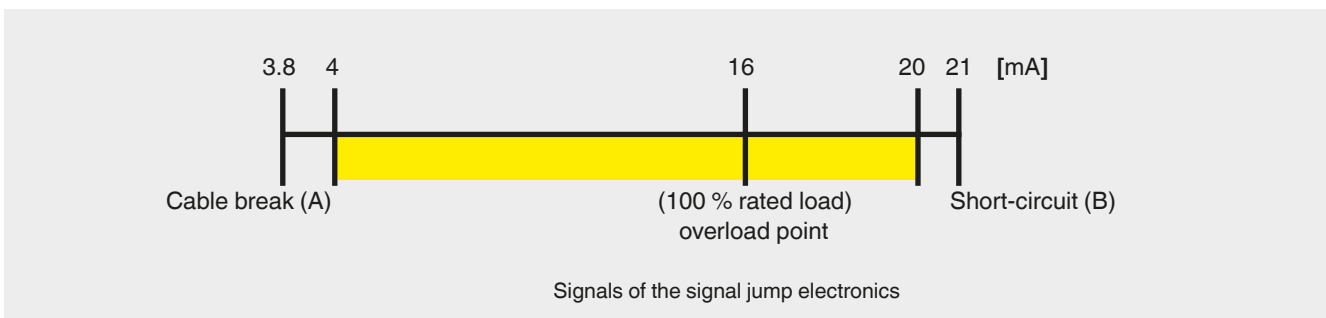 3.8 4 16 20 21 [mA]
Cable break (A) (100 % rated load) Short-circuit (B)
overload point
Signals of the signal jump electronics